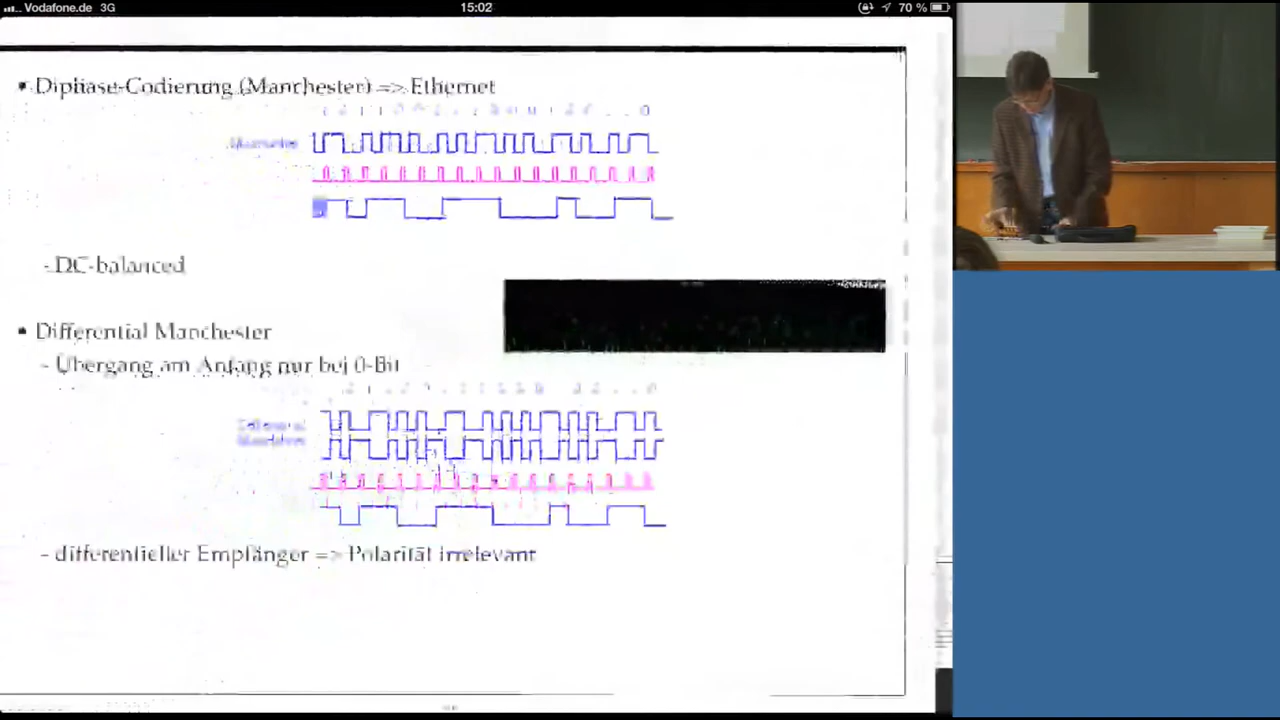 Vodafone.de 3G 15:02 70 %
▪ Diphase-Codierung (Manchester) => Ethernet
- DC-balanced
▪ Differential Manchester
- Übergang am Anfang nur bei 0-Bit
- differentieller Empfänger => Polarität irrelevant